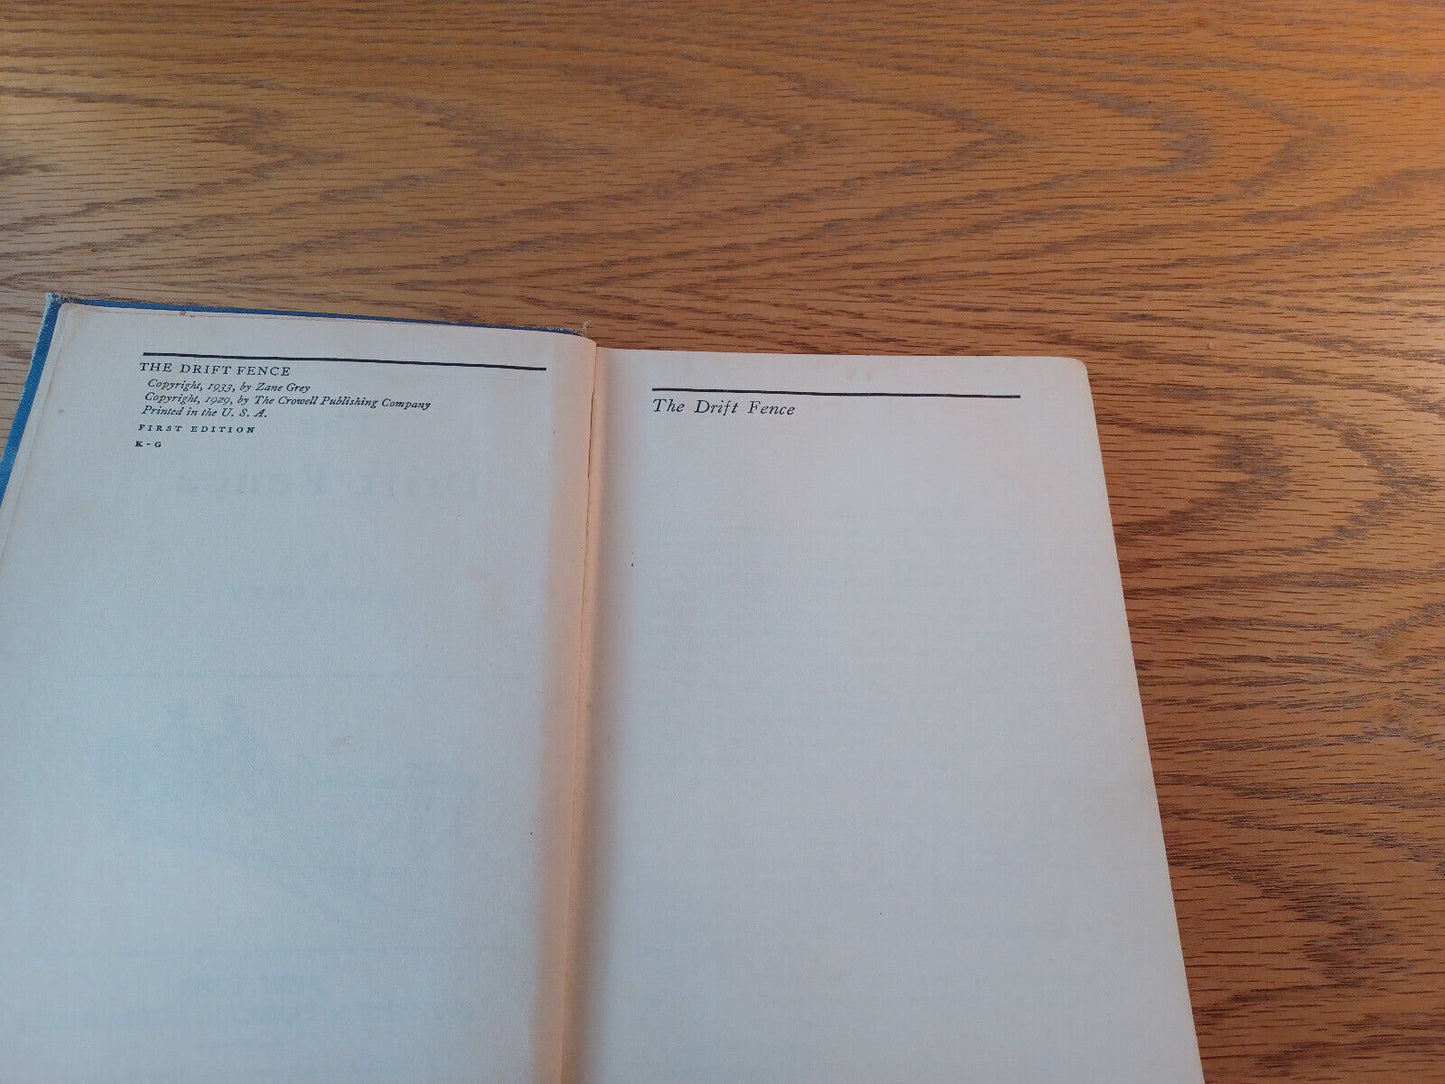 THE DRIFT FENCE
Copyright, 1933, by Zane Grey
Copyright, 1929, by The Crowell Publishing Company
Printed in the U. S. A.
FIRST EDITION
K-G
The Drift Fence